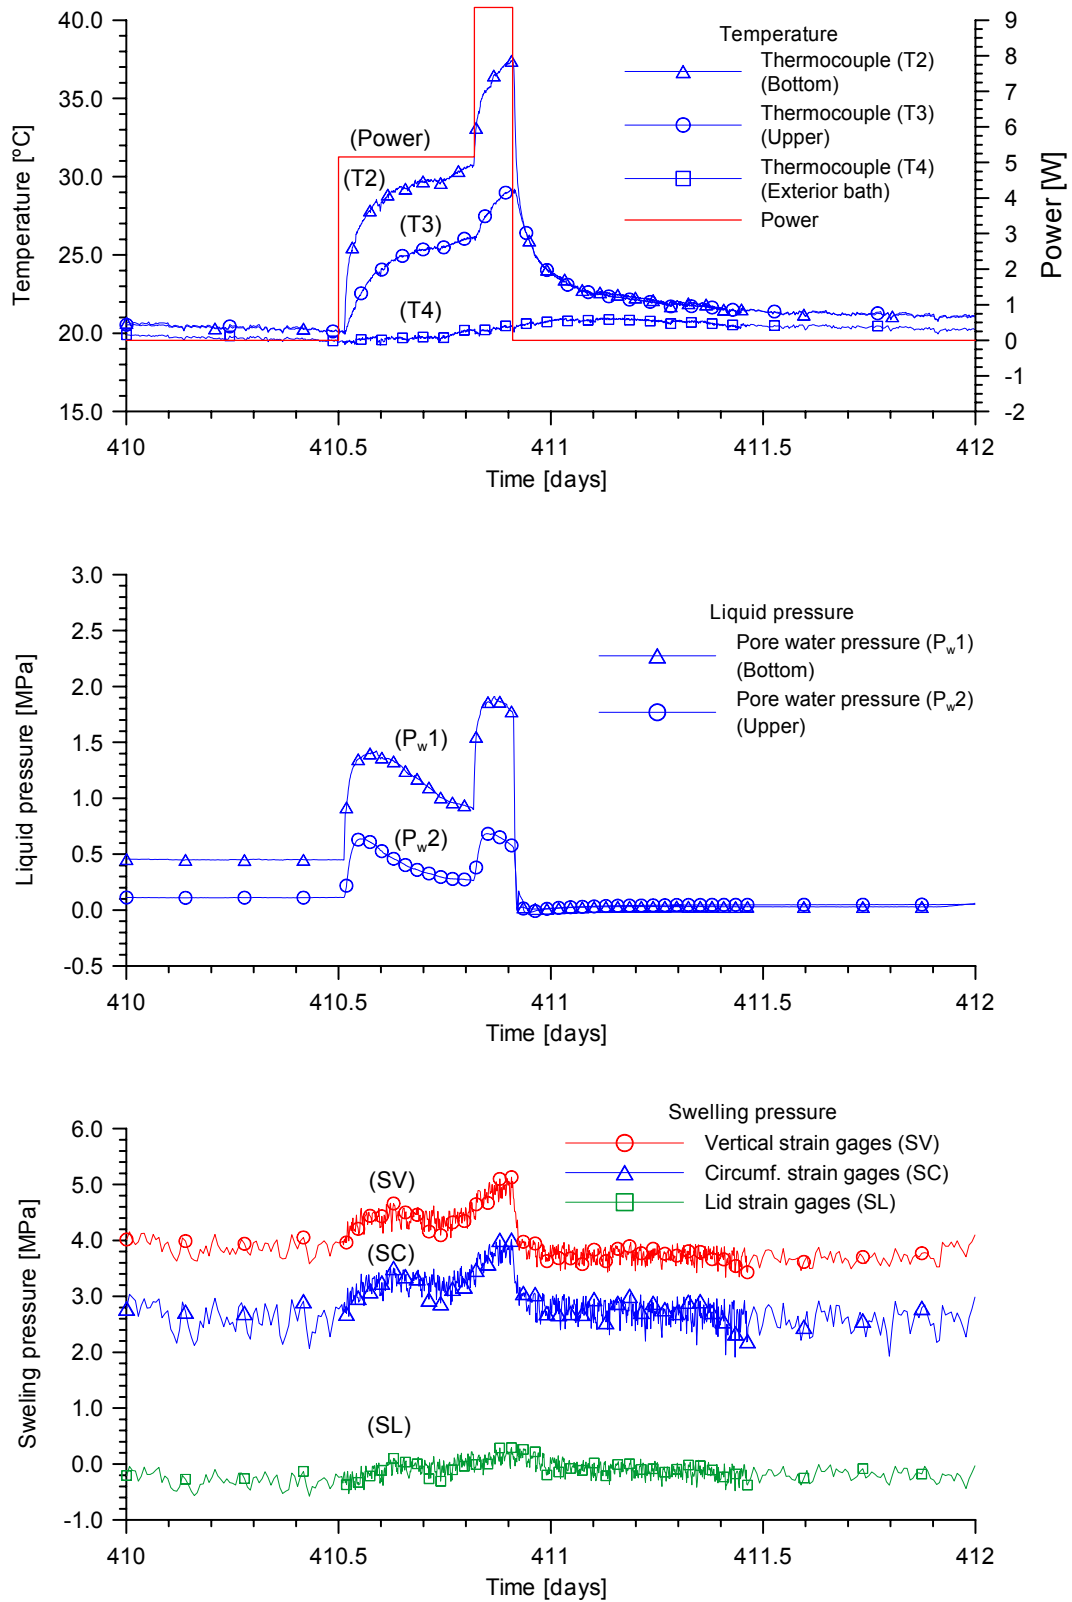 40.0
35.0
30.0
25.0
20.0
15.0
Temperature [ºC]
9
8
7
6
5
4
3
2
1
0
-1
-2
Power [W]
Temperature
Thermocouple (T2)
(Bottom)
Thermocouple (T3)
(Upper)
Thermocouple (T4)
(Exterior bath)
Power
(Power)
(T2)
(T3)
(T4)
410 410.5 411 411.5 412
Time [days]
3.0
2.5
2.0
1.5
1.0
0.5
0.0
-0.5
Liquid pressure [MPa]
Liquid pressure
Pore water pressure (Pw1)
(Bottom)
Pore water pressure (Pw2)
(Upper)
(Pw1)
(Pw2)
410 410.5 411 411.5 412
Time [days]
6.0
5.0
4.0
3.0
2.0
1.0
0.0
-1.0
Sweling pressure [MPa]
Swelling pressure
Vertical strain gages (SV)
Circumf. strain gages (SC)
Lid strain gages (SL)
(SV)
(SC)
(SL)
410 410.5 411 411.5 412
Time [days]